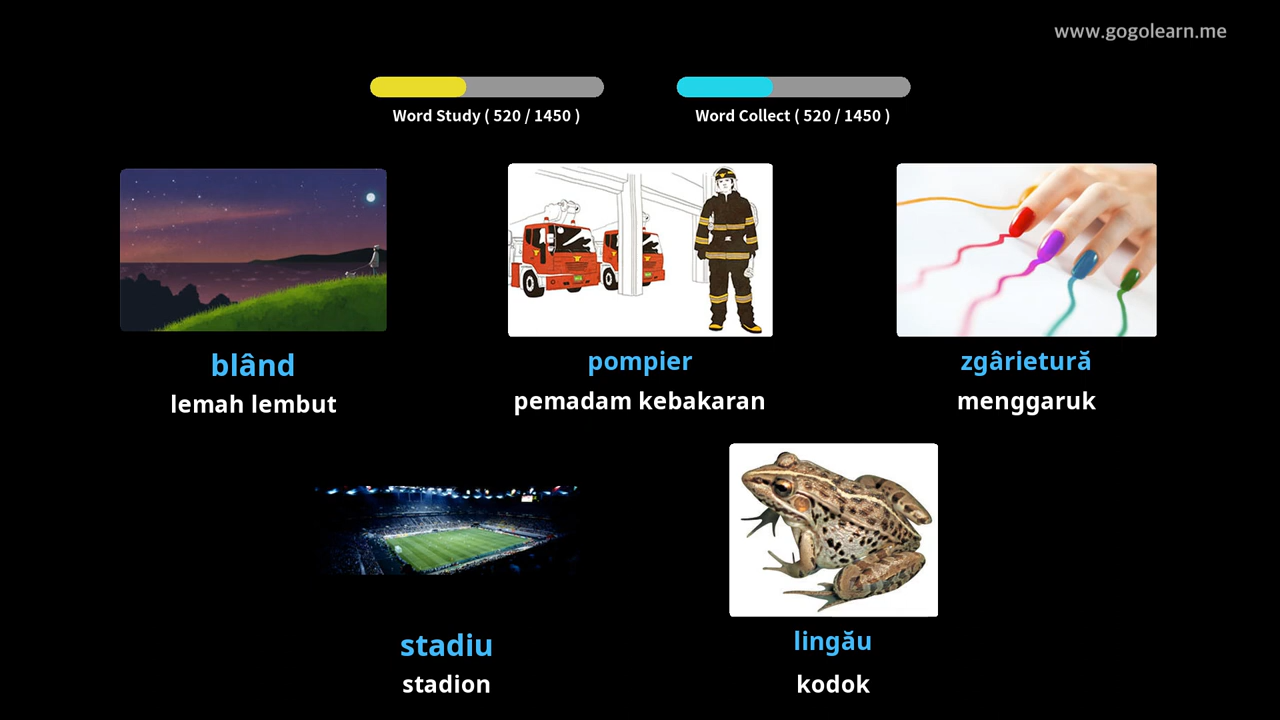 www.gogolearn.me
Word Study ( 520 / 1450 )
Word Collect ( 520 / 1450 )
blând
lemah lembut
pompier
pemadam kebakaran
zgârietură
menggaruk
stadiu
stadion
lingău
kodok